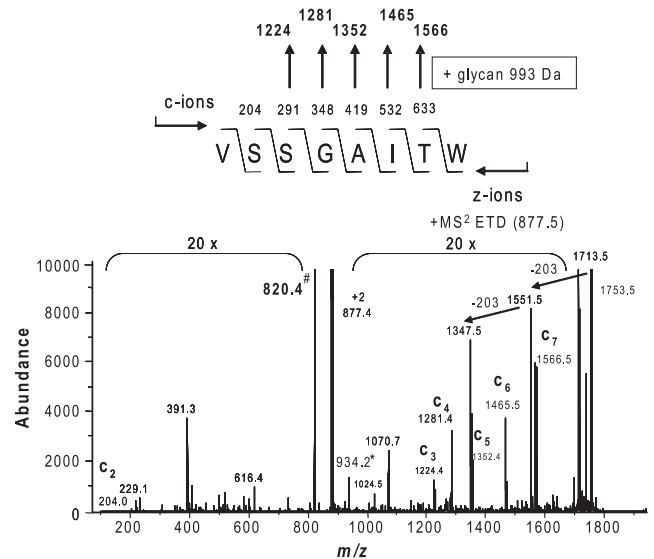 1281 1465
1224 1352 1566
+ glycan 993 Da
c-ions
204 291 348 419 532 633
V S S G A I T W
z-ions
+MS² ETD (877.5)
20 x 20 x
10000
8000
6000
4000
2000
0
Abundance
820.4#
+2
877.4
1713.5
-203
1753.5
1551.5
-203
1347.5
c7
1566.5
c6
1465.5
c4
1281.4
c5
1352.4
c3
1224.4
391.3
1070.7
934.2*
1024.5
616.4
c2
229.1
204.0
200 400 600 800 1000 1200 1400 1600 1800
m/z